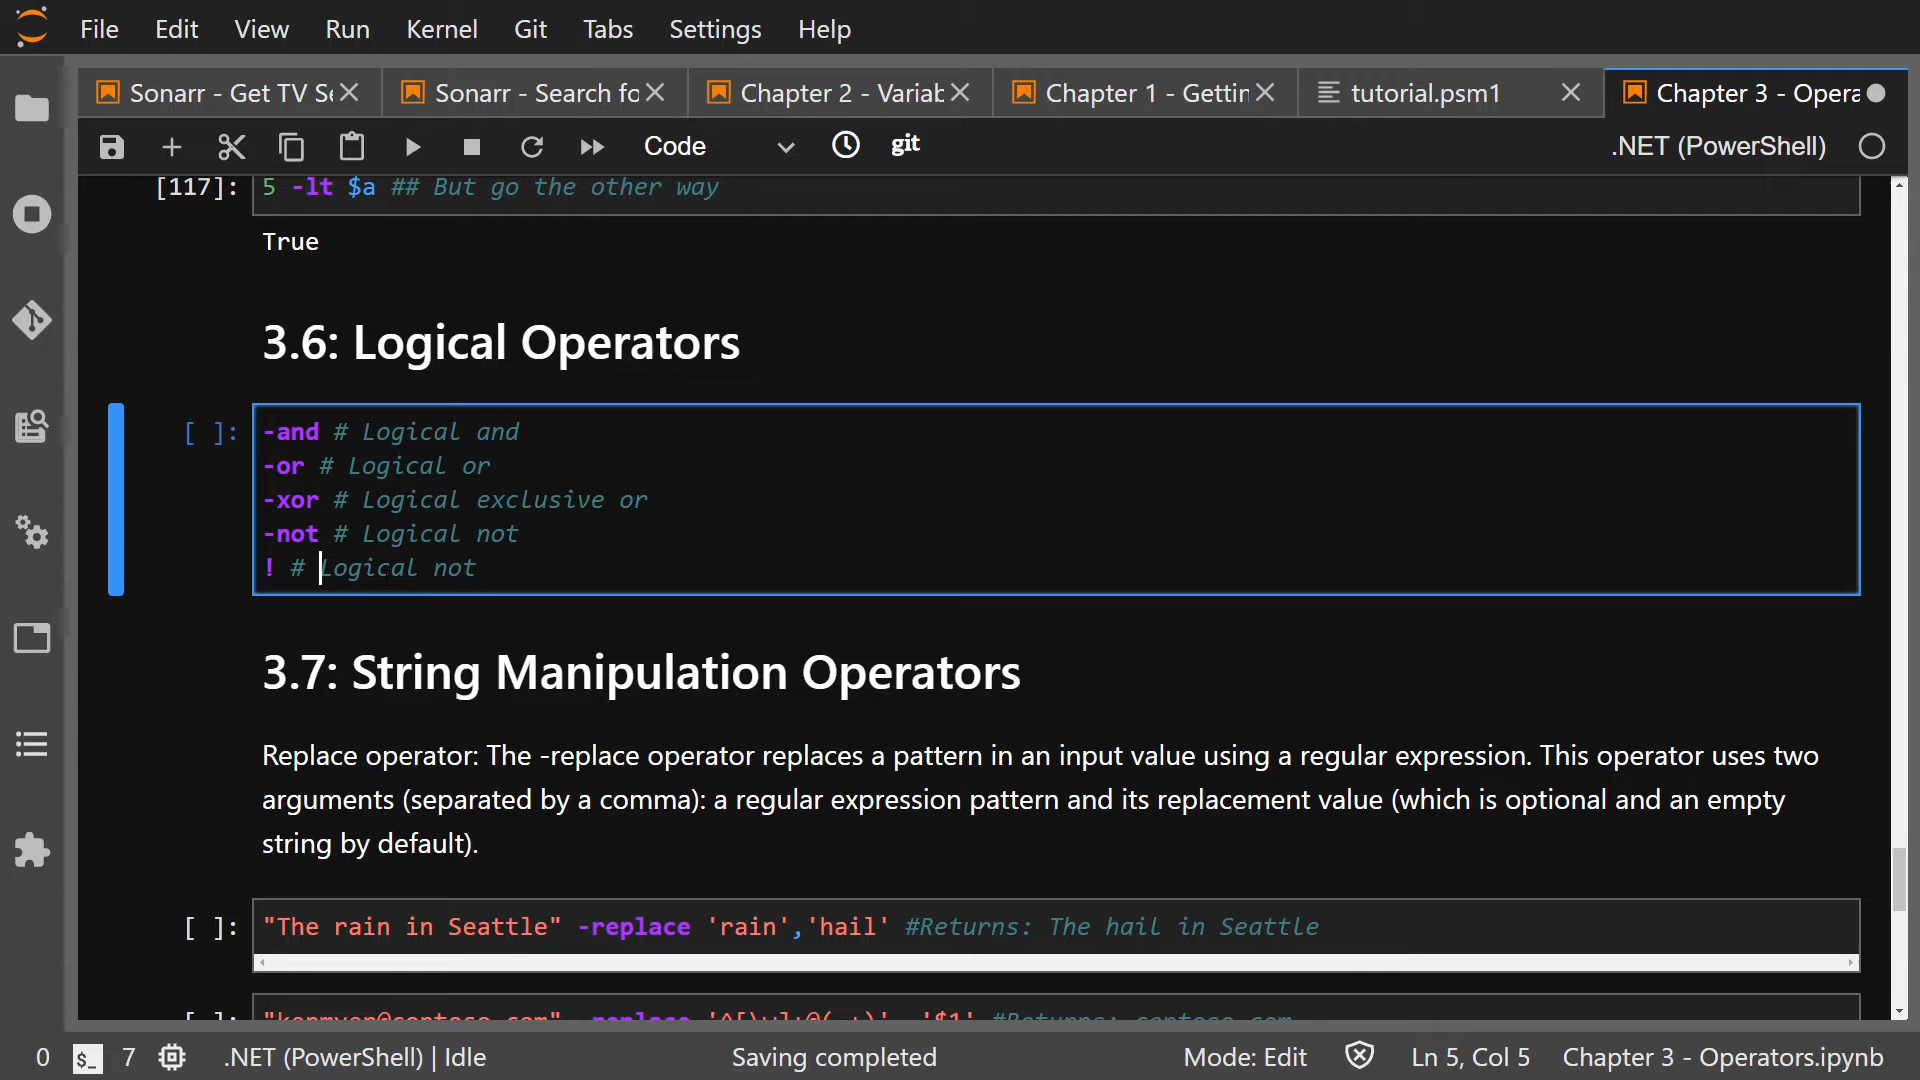 File Edit View Run Kernel Git Tabs Settings Help
Sonarr - Get TV Se Sonarr - Search fo Chapter 2 - Variab Chapter 1 - Gettin tutorial.psm1 Chapter 3 - Opera
Code git .NET (PowerShell)
[117]: 5 -lt $a ## But go the other way
True
3.6: Logical Operators
[ ]: -and # Logical and
-or # Logical or
-xor # Logical exclusive or
-not # Logical not
! # Logical not
3.7: String Manipulation Operators
Replace operator: The -replace operator replaces a pattern in an input value using a regular expression. This operator uses two
arguments (separated by a comma): a regular expression pattern and its replacement value (which is optional and an empty
string by default).
[ ]: "The rain in Seattle" -replace 'rain','hail' #Returns: The hail in Seattle
[ ]: -replace '$1' #Returns: contoso.com
0 $_ 7 .NET (PowerShell) | Idle Saving completed Mode: Edit Ln 5, Col 5 Chapter 3 - Operators.ipynb